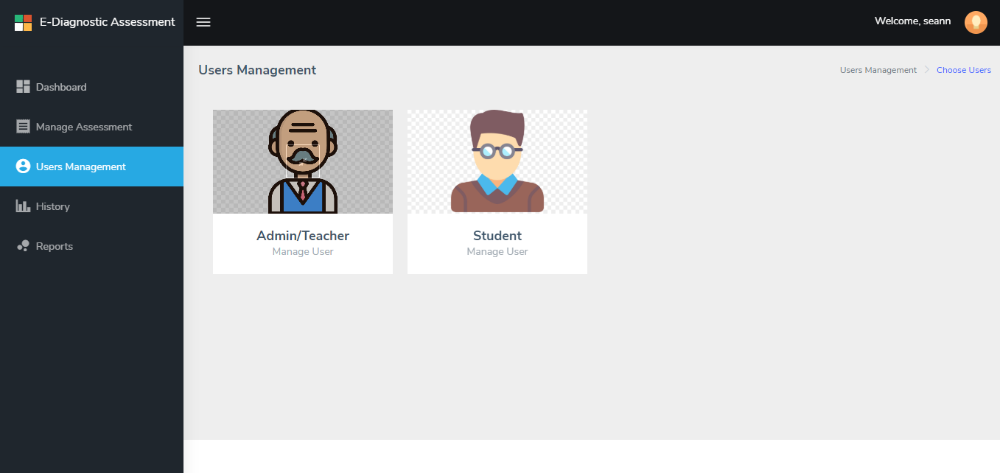 E-Diagnostic Assessment
Welcome, seann
Dashboard
Manage Assessment
Users Management
History
Reports
Users Management
Users Management
Choose Users
Admin/Teacher
Manage User
Student
Manage User